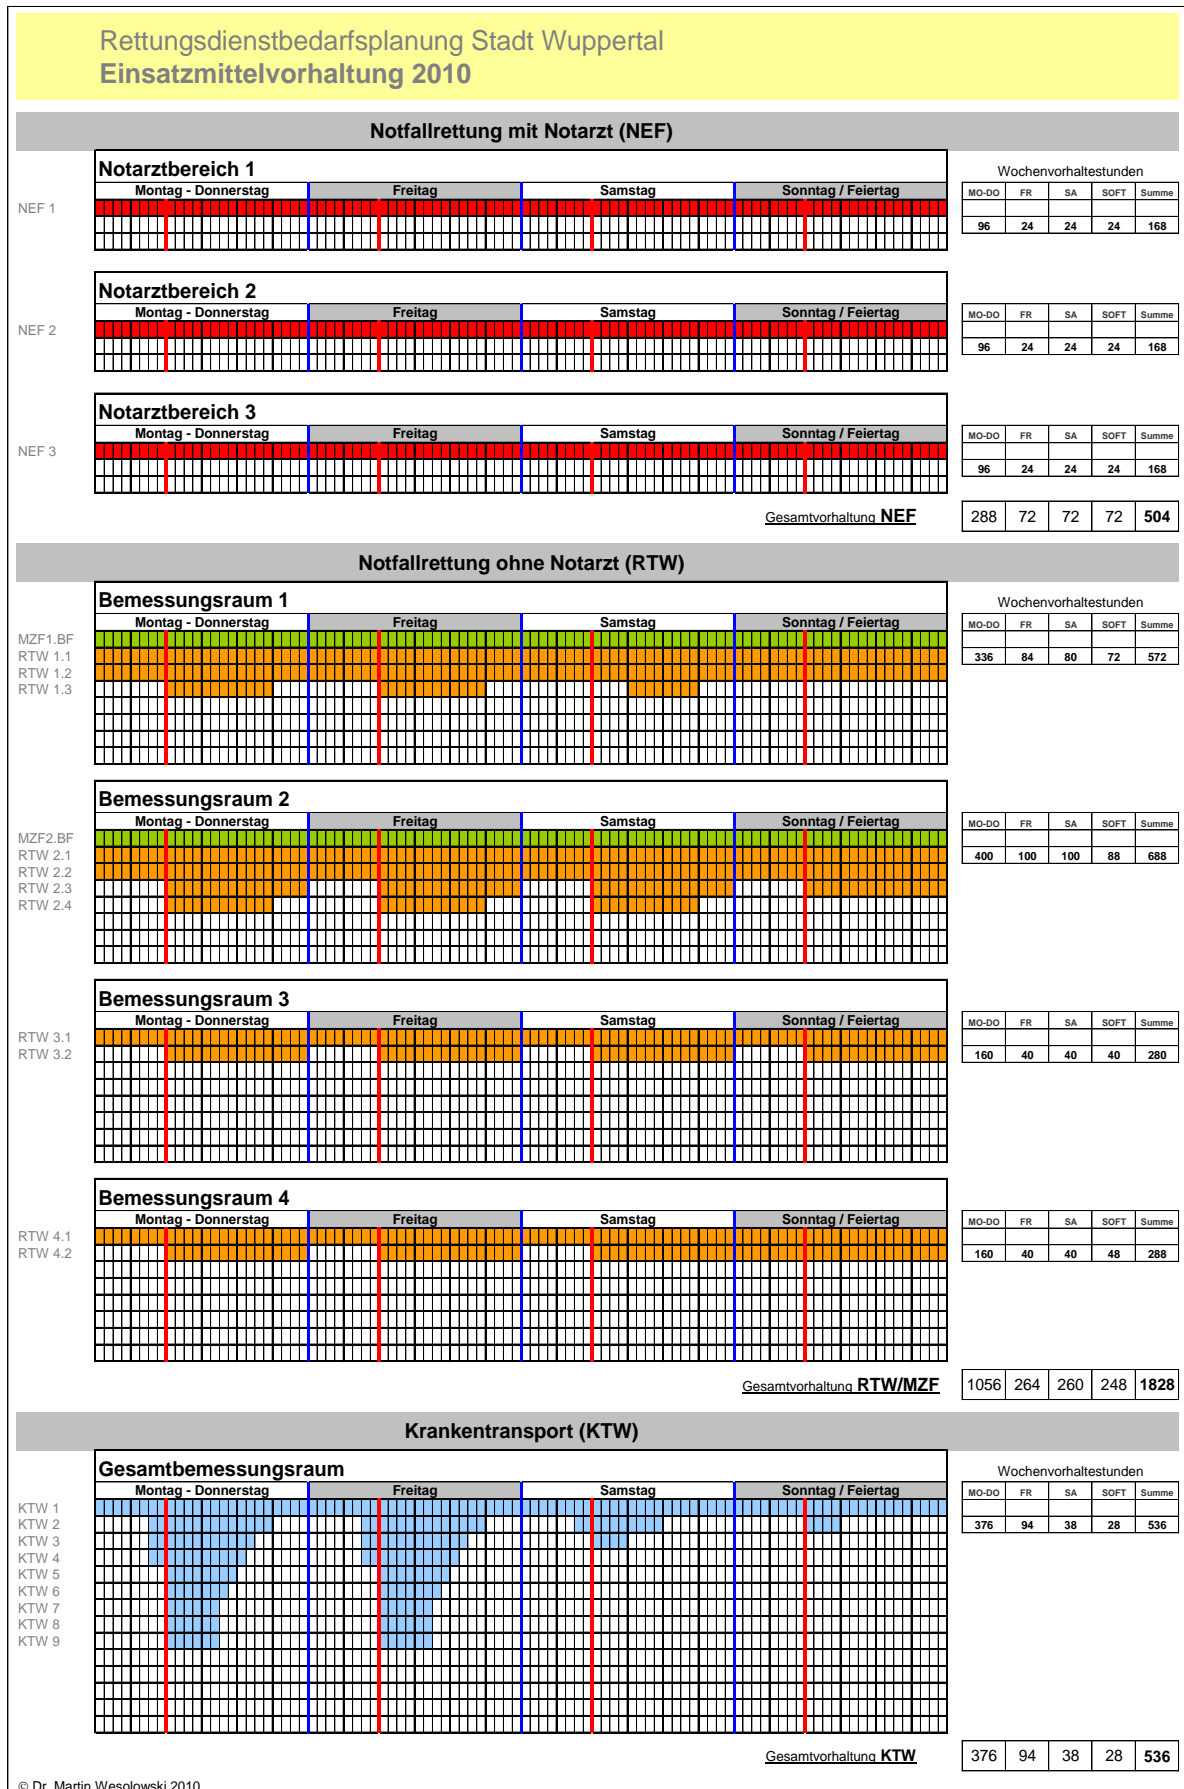 Rettungsdienstbedarfsplanung Stadt Wuppertal
Einsatzmittelvorhaltung 2010
Notfallrettung mit Notarzt (NEF)
Notarztbereich 1
Wochenvorhaltestunden
Montag - Donnerstag Freitag Samstag Sonntag / Feiertag
MO-DO FR SA SOFT Summe
NEF 1
96 24 24 24 168
Notarztbereich 2
Montag - Donnerstag Freitag Samstag Sonntag / Feiertag
MO-DO FR SA SOFT Summe
NEF 2
96 24 24 24 168
Notarztbereich 3
Montag - Donnerstag Freitag Samstag Sonntag / Feiertag
MO-DO FR SA SOFT Summe
NEF 3
96 24 24 24 168
Gesamtvorhaltung NEF 288 72 72 72 504
Notfallrettung ohne Notarzt (RTW)
Bemessungsraum 1
Wochenvorhaltestunden
Montag - Donnerstag Freitag Samstag Sonntag / Feiertag
MO-DO FR SA SOFT Summe
MZF1.BF
RTW 1.1
336 84 80 72 572
RTW 1.2
RTW 1.3
Bemessungsraum 2
Montag - Donnerstag Freitag Samstag Sonntag / Feiertag
MO-DO FR SA SOFT Summe
MZF2.BF
RTW 2.1
400 100 100 88 688
RTW 2.2
RTW 2.3
RTW 2.4
Bemessungsraum 3
Montag - Donnerstag Freitag Samstag Sonntag / Feiertag
MO-DO FR SA SOFT Summe
RTW 3.1
RTW 3.2
160 40 40 40 280
Bemessungsraum 4
Montag - Donnerstag Freitag Samstag Sonntag / Feiertag
MO-DO FR SA SOFT Summe
RTW 4.1
RTW 4.2
160 40 40 48 288
Gesamtvorhaltung RTW/MZF 1056 264 260 248 1828
Krankentransport (KTW)
Gesamtbemessungsraum
Wochenvorhaltestunden
Montag - Donnerstag Freitag Samstag Sonntag / Feiertag
MO-DO FR SA SOFT Summe
KTW 1
KTW 2
376 94 38 28 536
KTW 3
KTW 4
KTW 5
KTW 6
KTW 7
KTW 8
KTW 9
Gesamtvorhaltung KTW 376 94 38 28 536
© Dr. Martin Wesolowski 2010